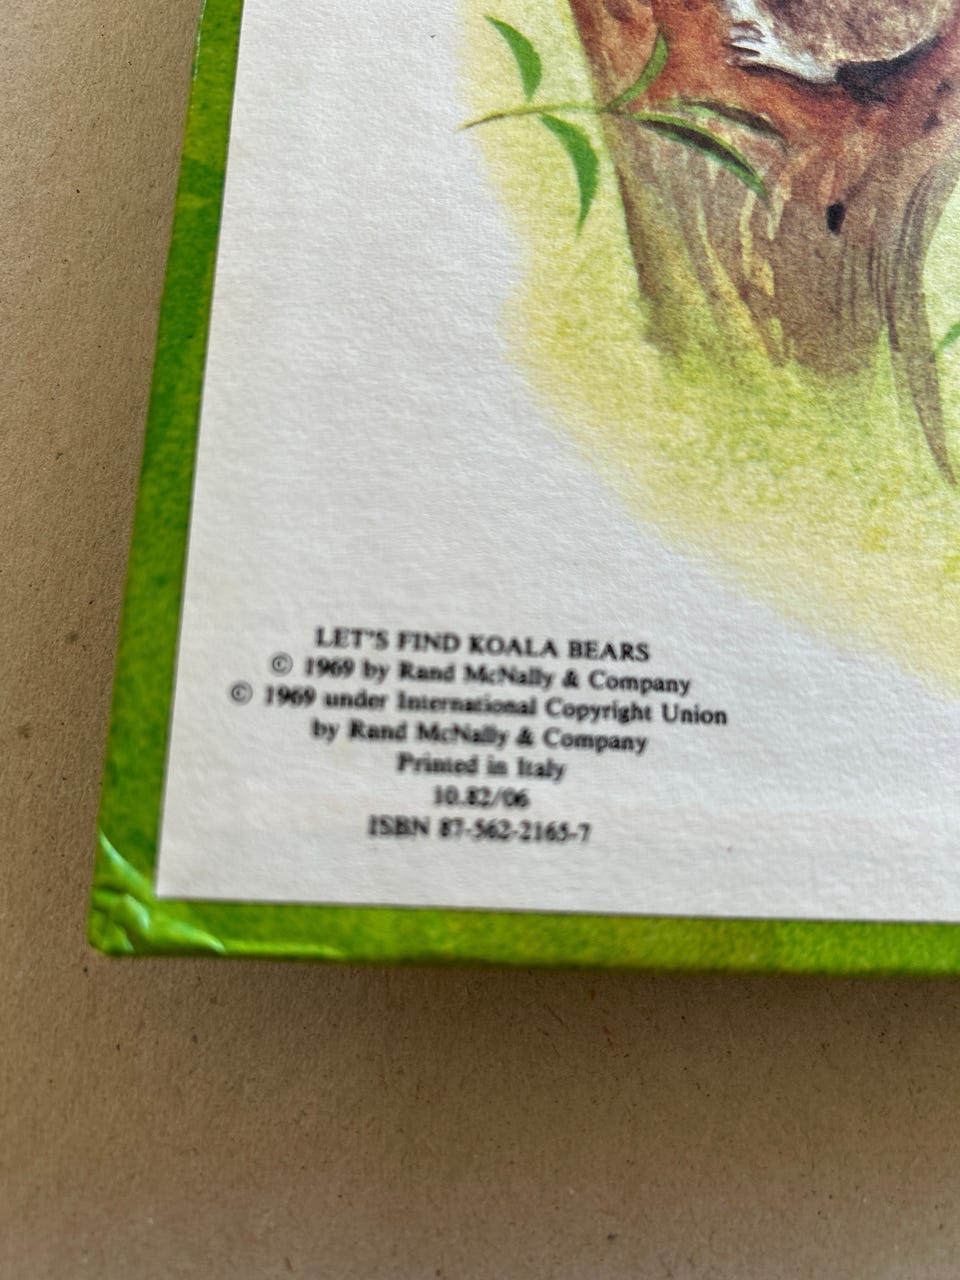 LET'S FIND KOALA BEARS
© 1969 by Rand McNally & Company
© 1969 under International Copyright Union
by Rand McNally & Company
Printed in Italy
10.82/06
ISBN 87-562-2165-7